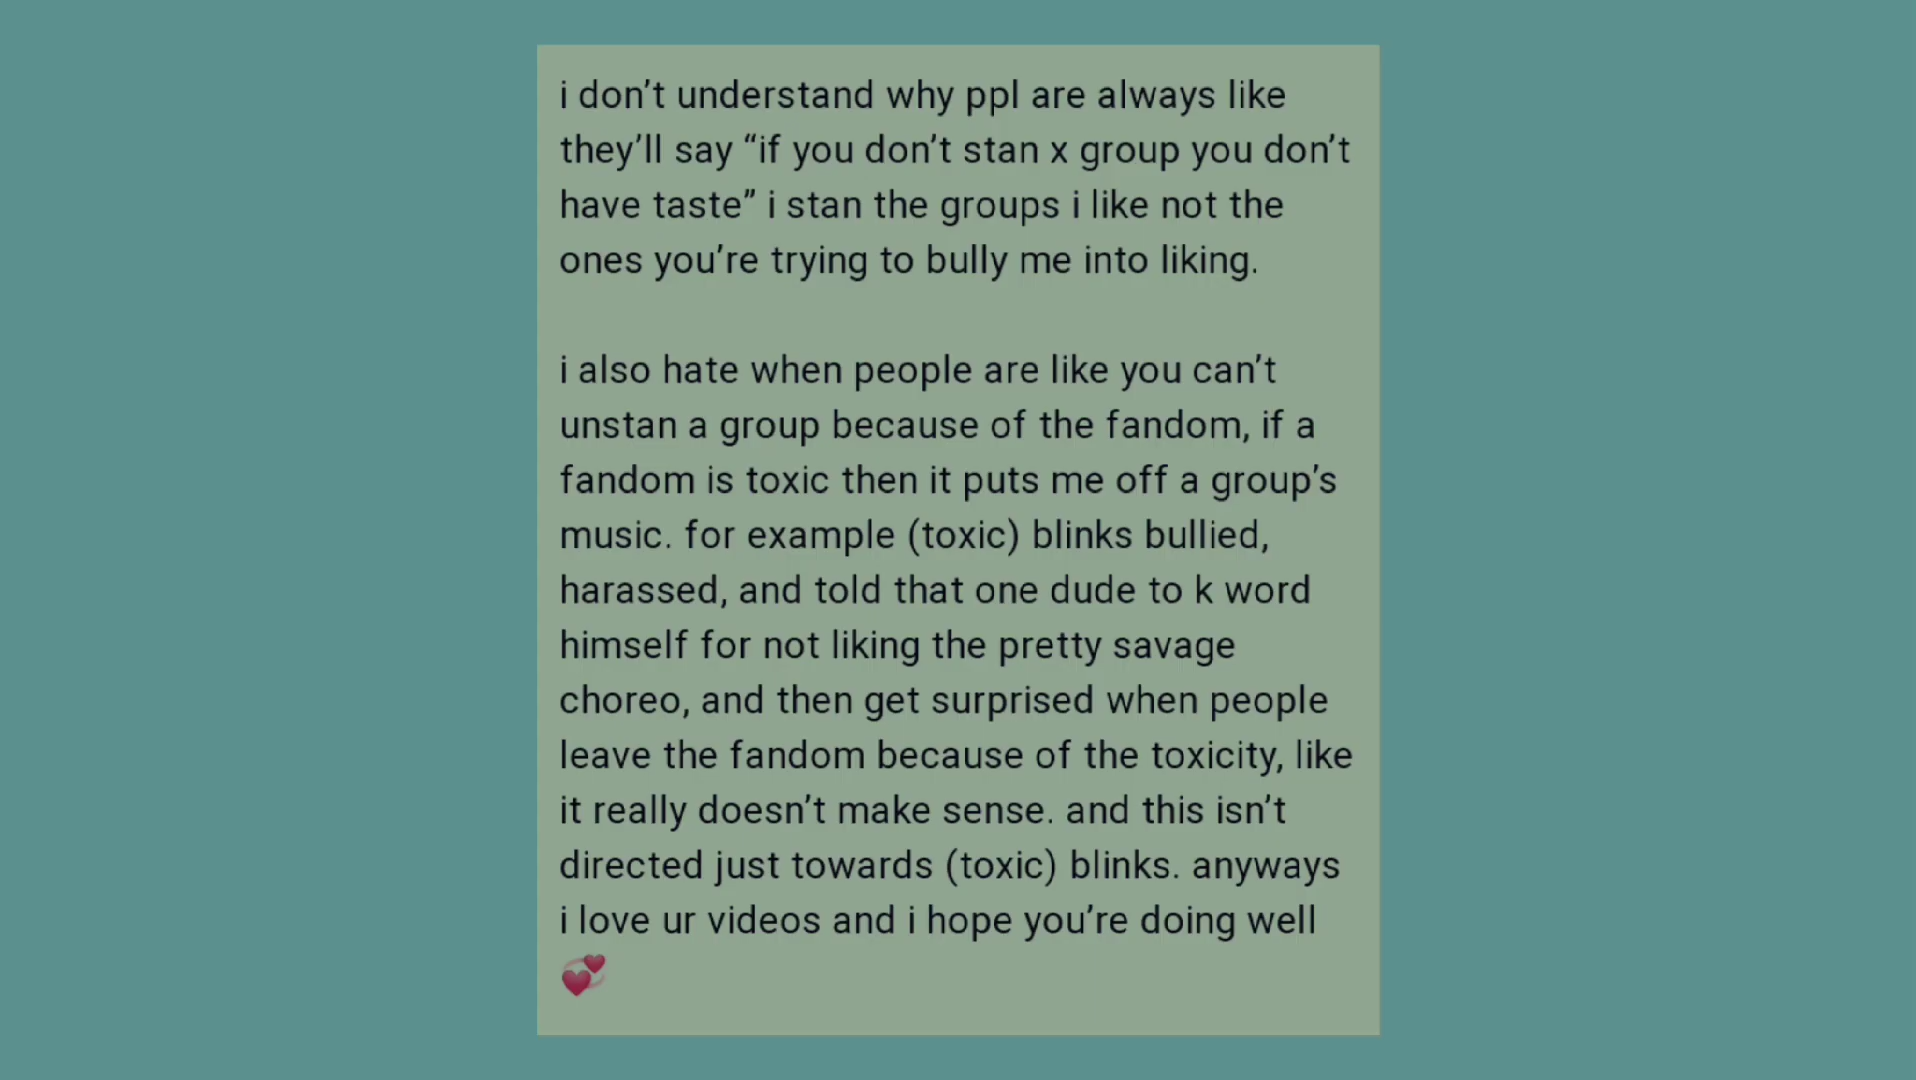 i don’t understand why ppl are always like
they’ll say “if you don’t stan x group you don’t
have taste” i stan the groups i like not the
ones you’re trying to bully me into liking.

i also hate when people are like you can’t
unstan a group because of the fandom, if a
fandom is toxic then it puts me off a group’s
music. for example (toxic) blinks bullied,
harassed, and told that one dude to k word
himself for not liking the pretty savage
choreo, and then get surprised when people
leave the fandom because of the toxicity, like
it really doesn’t make sense. and this isn’t
directed just towards (toxic) blinks. anyways
i love ur videos and i hope you’re doing well
💞